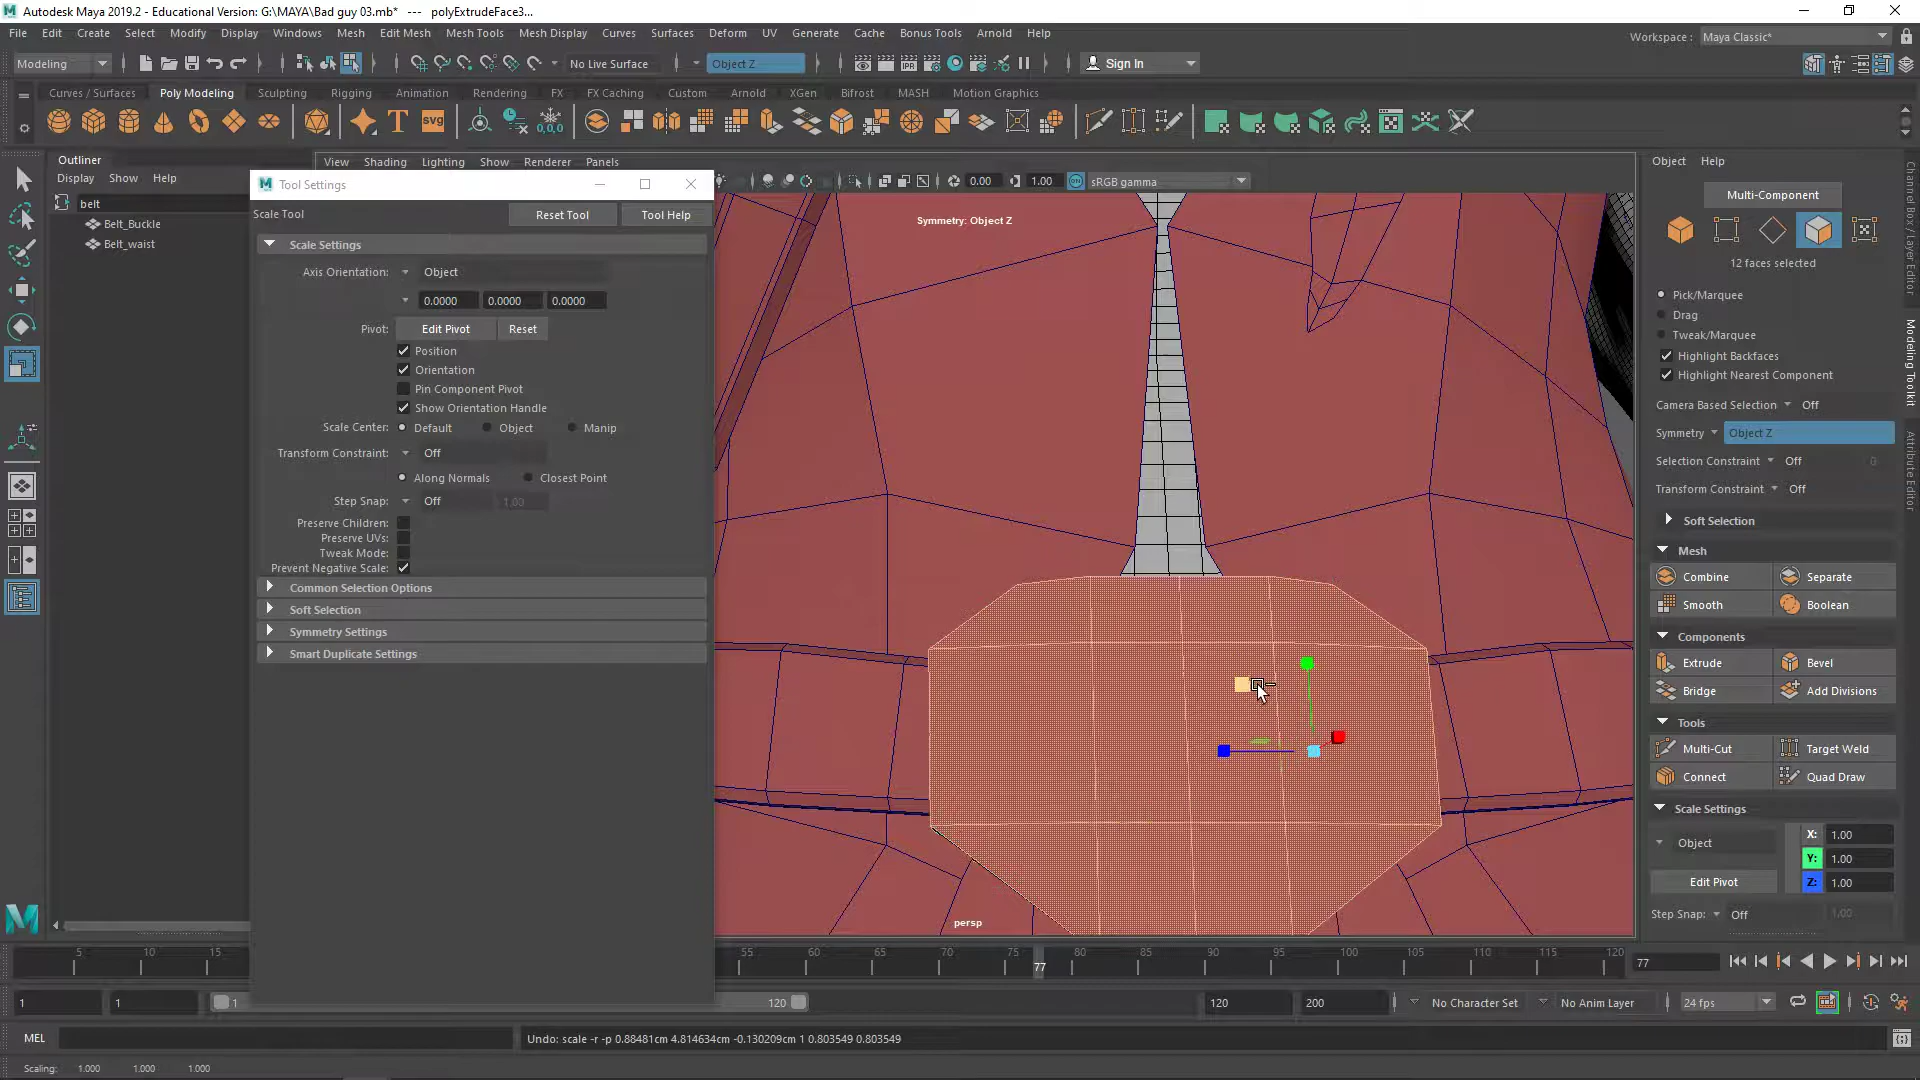 Autodesk Maya 2019.2 - Educational Version: G:\MAYA\Bad guy 03.mb* --- polyExtrudeFace3...
File Edit Create Select Modify Display Windows Mesh Edit Mesh Mesh Tools Mesh Display Curves Surfaces Deform UV Generate Cache Bonus Tools Arnold Help
Workspace : Maya Classic*
Modeling No Live Surface Object Z Sign In
Curves / Surfaces Poly Modeling Sculpting Rigging Animation Rendering FX FX Caching Custom Arnold XGen Bifrost MASH Motion Graphics
Outliner
Display Show Help
belt
Belt_Buckle
Belt_waist
View Shading Lighting Show Renderer Panels
0.00 1.00 sRGB gamma
Tool Settings
Scale Tool Reset Tool Tool Help
Scale Settings
Axis Orientation: Object
0.0000 0.0000 0.0000
Pivot: Edit Pivot Reset
Position
Orientation
Pin Component Pivot
Show Orientation Handle
Scale Center: Default Object Manip
Transform Constraint: Off
Along Normals Closest Point
Step Snap: Off 1.00
Preserve Children:
Preserve UVs:
Tweak Mode:
Prevent Negative Scale:
Common Selection Options
Soft Selection
Symmetry Settings
Smart Duplicate Settings
Symmetry: Object Z
persp
Object Help
Multi-Component
12 faces selected
Pick/Marquee
Drag
Tweak/Marquee
Highlight Backfaces
Highlight Nearest Component
Camera Based Selection Off
Symmetry Object Z
Selection Constraint Off 0
Transform Constraint Off
Soft Selection
Mesh
Combine Separate
Smooth Boolean
Components
Extrude Bevel
Bridge Add Divisions
Tools
Multi-Cut Target Weld
Connect Quad Draw
Scale Settings
Object
X: 1.00
Y: 1.00
Z: 1.00
Edit Pivot
Step Snap: Off 1.00
Channel Box / Layer Editor
Modeling Toolkit
Attribute Editor
5 10 15 55 60 65 70 75 80 85 90 95 100 105 110 115 120
77
77
1 1 1 120 120 200 No Character Set No Anim Layer 24 fps
MEL Undo: scale -r -p 0.88481cm 4.814634cm -0.130209cm 1 0.803549 0.803549
Scaling: 1.000 1.000 1.000